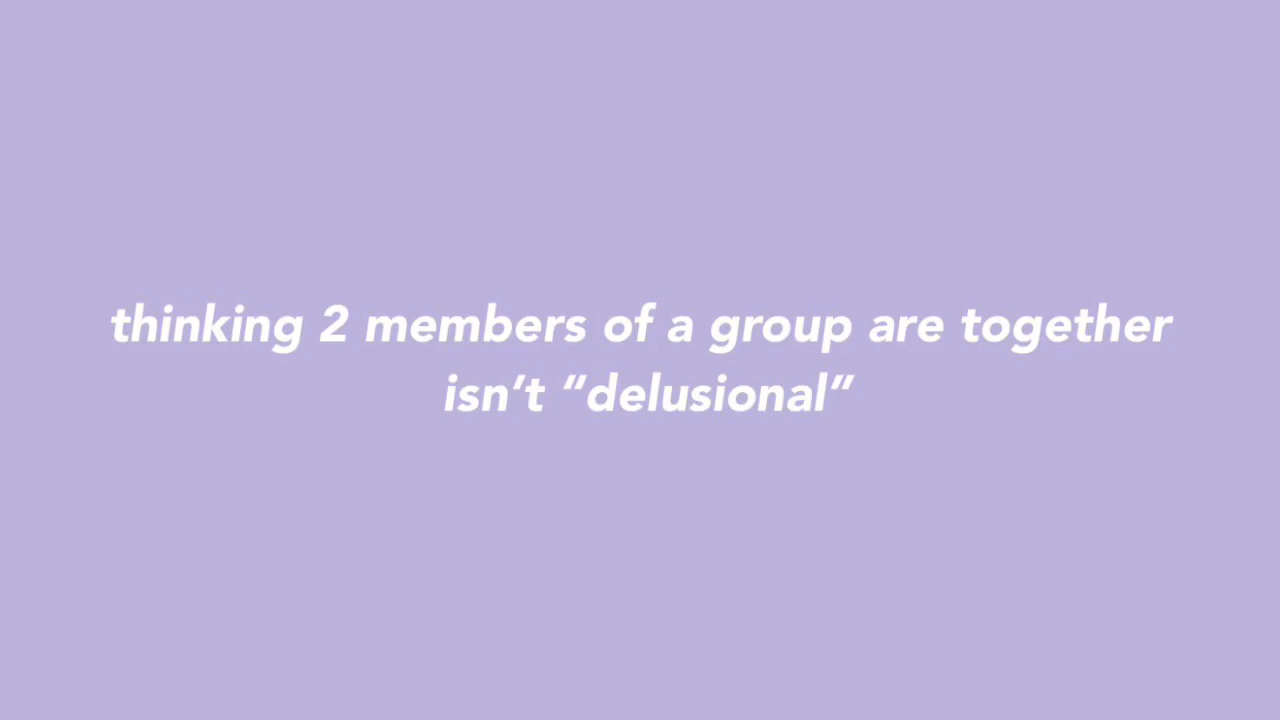 thinking 2 members of a group are together
isn’t “delusional”